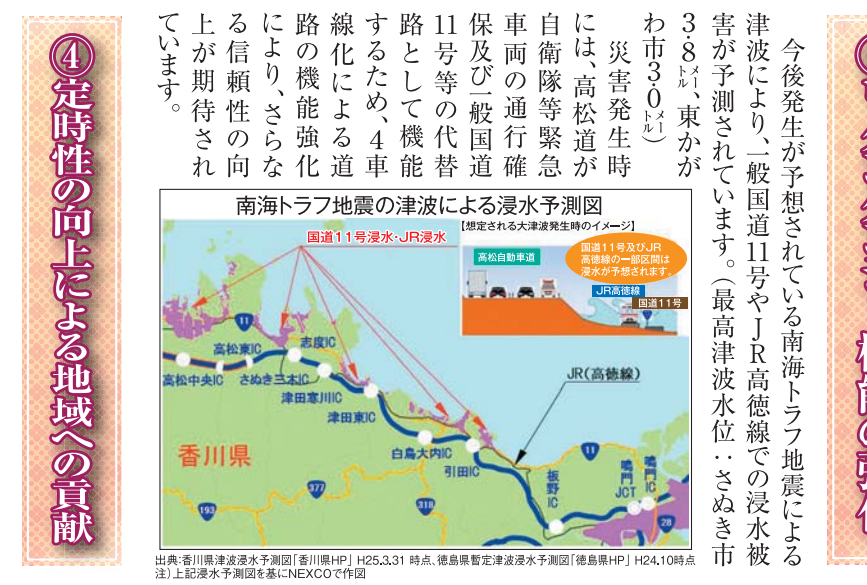 今後発生が予想されている南海トラフ地震による
津波により、一般国道11号やJR高徳線での浸水被
害が予測されています。（最高津波水位：さぬき市
3.8メートル、東かが
わ市3.0メートル）
災害発生時
には、高松道が
自衛隊等緊急
車両の通行確
保及び一般国道
11号等の代替
路として機能
するため、4車
線化による道
路の機能強化
により、さらな
る信頼性の向
上が期待され
ています。
南海トラフ地震の津波による浸水予測図
国道11号浸水・JR浸水
【想定される大津波発生時のイメージ】
高松自動車道
国道11号及びJR
高徳線の一部区間は
浸水が予想されます。
JR高徳線
国道11号
11
高松東IC
志度IC
高松中央IC
さぬき三木IC
津田寒川IC
津田東IC
JR（高徳線）
白鳥大内IC
引田IC
板野IC
鳴門JCT
鳴門IC
香川県
11
377
193
318
28
出典：香川県津波浸水予測図「香川県HP」 H25.3.31 時点、徳島県暫定津波浸水予測図「徳島県HP」 H24.10時点
注）上記浸水予測図を基にNEXCOで作図
④定時性の向上による地域への貢献